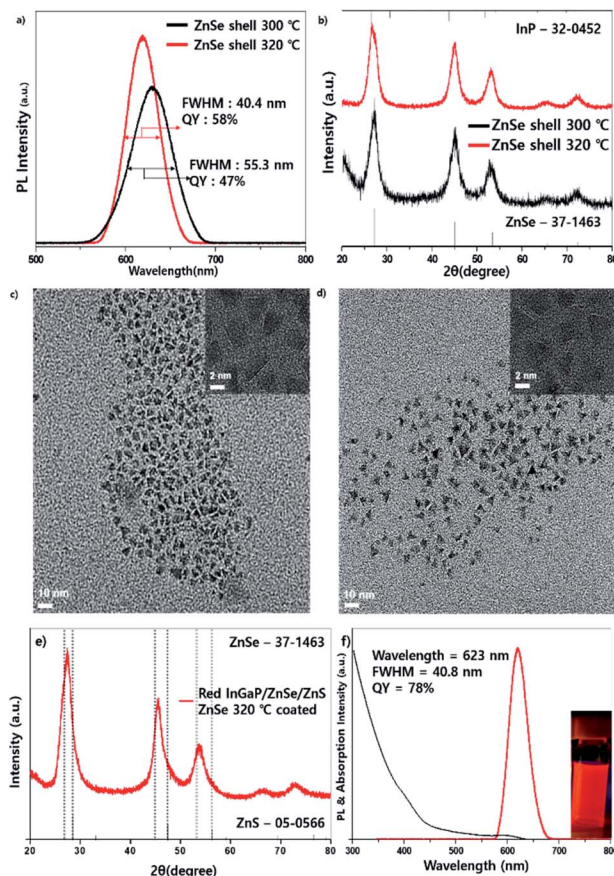 a)
ZnSe shell 300 ℃
ZnSe shell 320 ℃
FWHM : 40.4 nm
QY : 58%
FWHM : 55.3 nm
QY : 47%
PL Intensity (a.u.)
500 600 700 800
Wavelength(nm)
b)
InP – 32-0452
ZnSe shell 300 ℃
ZnSe shell 320 ℃
ZnSe – 37-1463
Intensity (a.u.)
20 30 40 50 60 70 80
2θ(degree)
c)
2 nm
10 nm
d)
2 nm
10 nm
e)
ZnSe – 37-1463
Red InGaP/ZnSe/ZnS
ZnSe 320 ℃ coated
ZnS – 05-0566
Intensity (a.u.)
20 30 40 50 60 70 80
2θ(degree)
f)
Wavelength = 623 nm
FWHM = 40.8 nm
QY = 78%
PL & Absorption Intensity (a.u.)
300 400 500 600 700 800
Wavelength (nm)